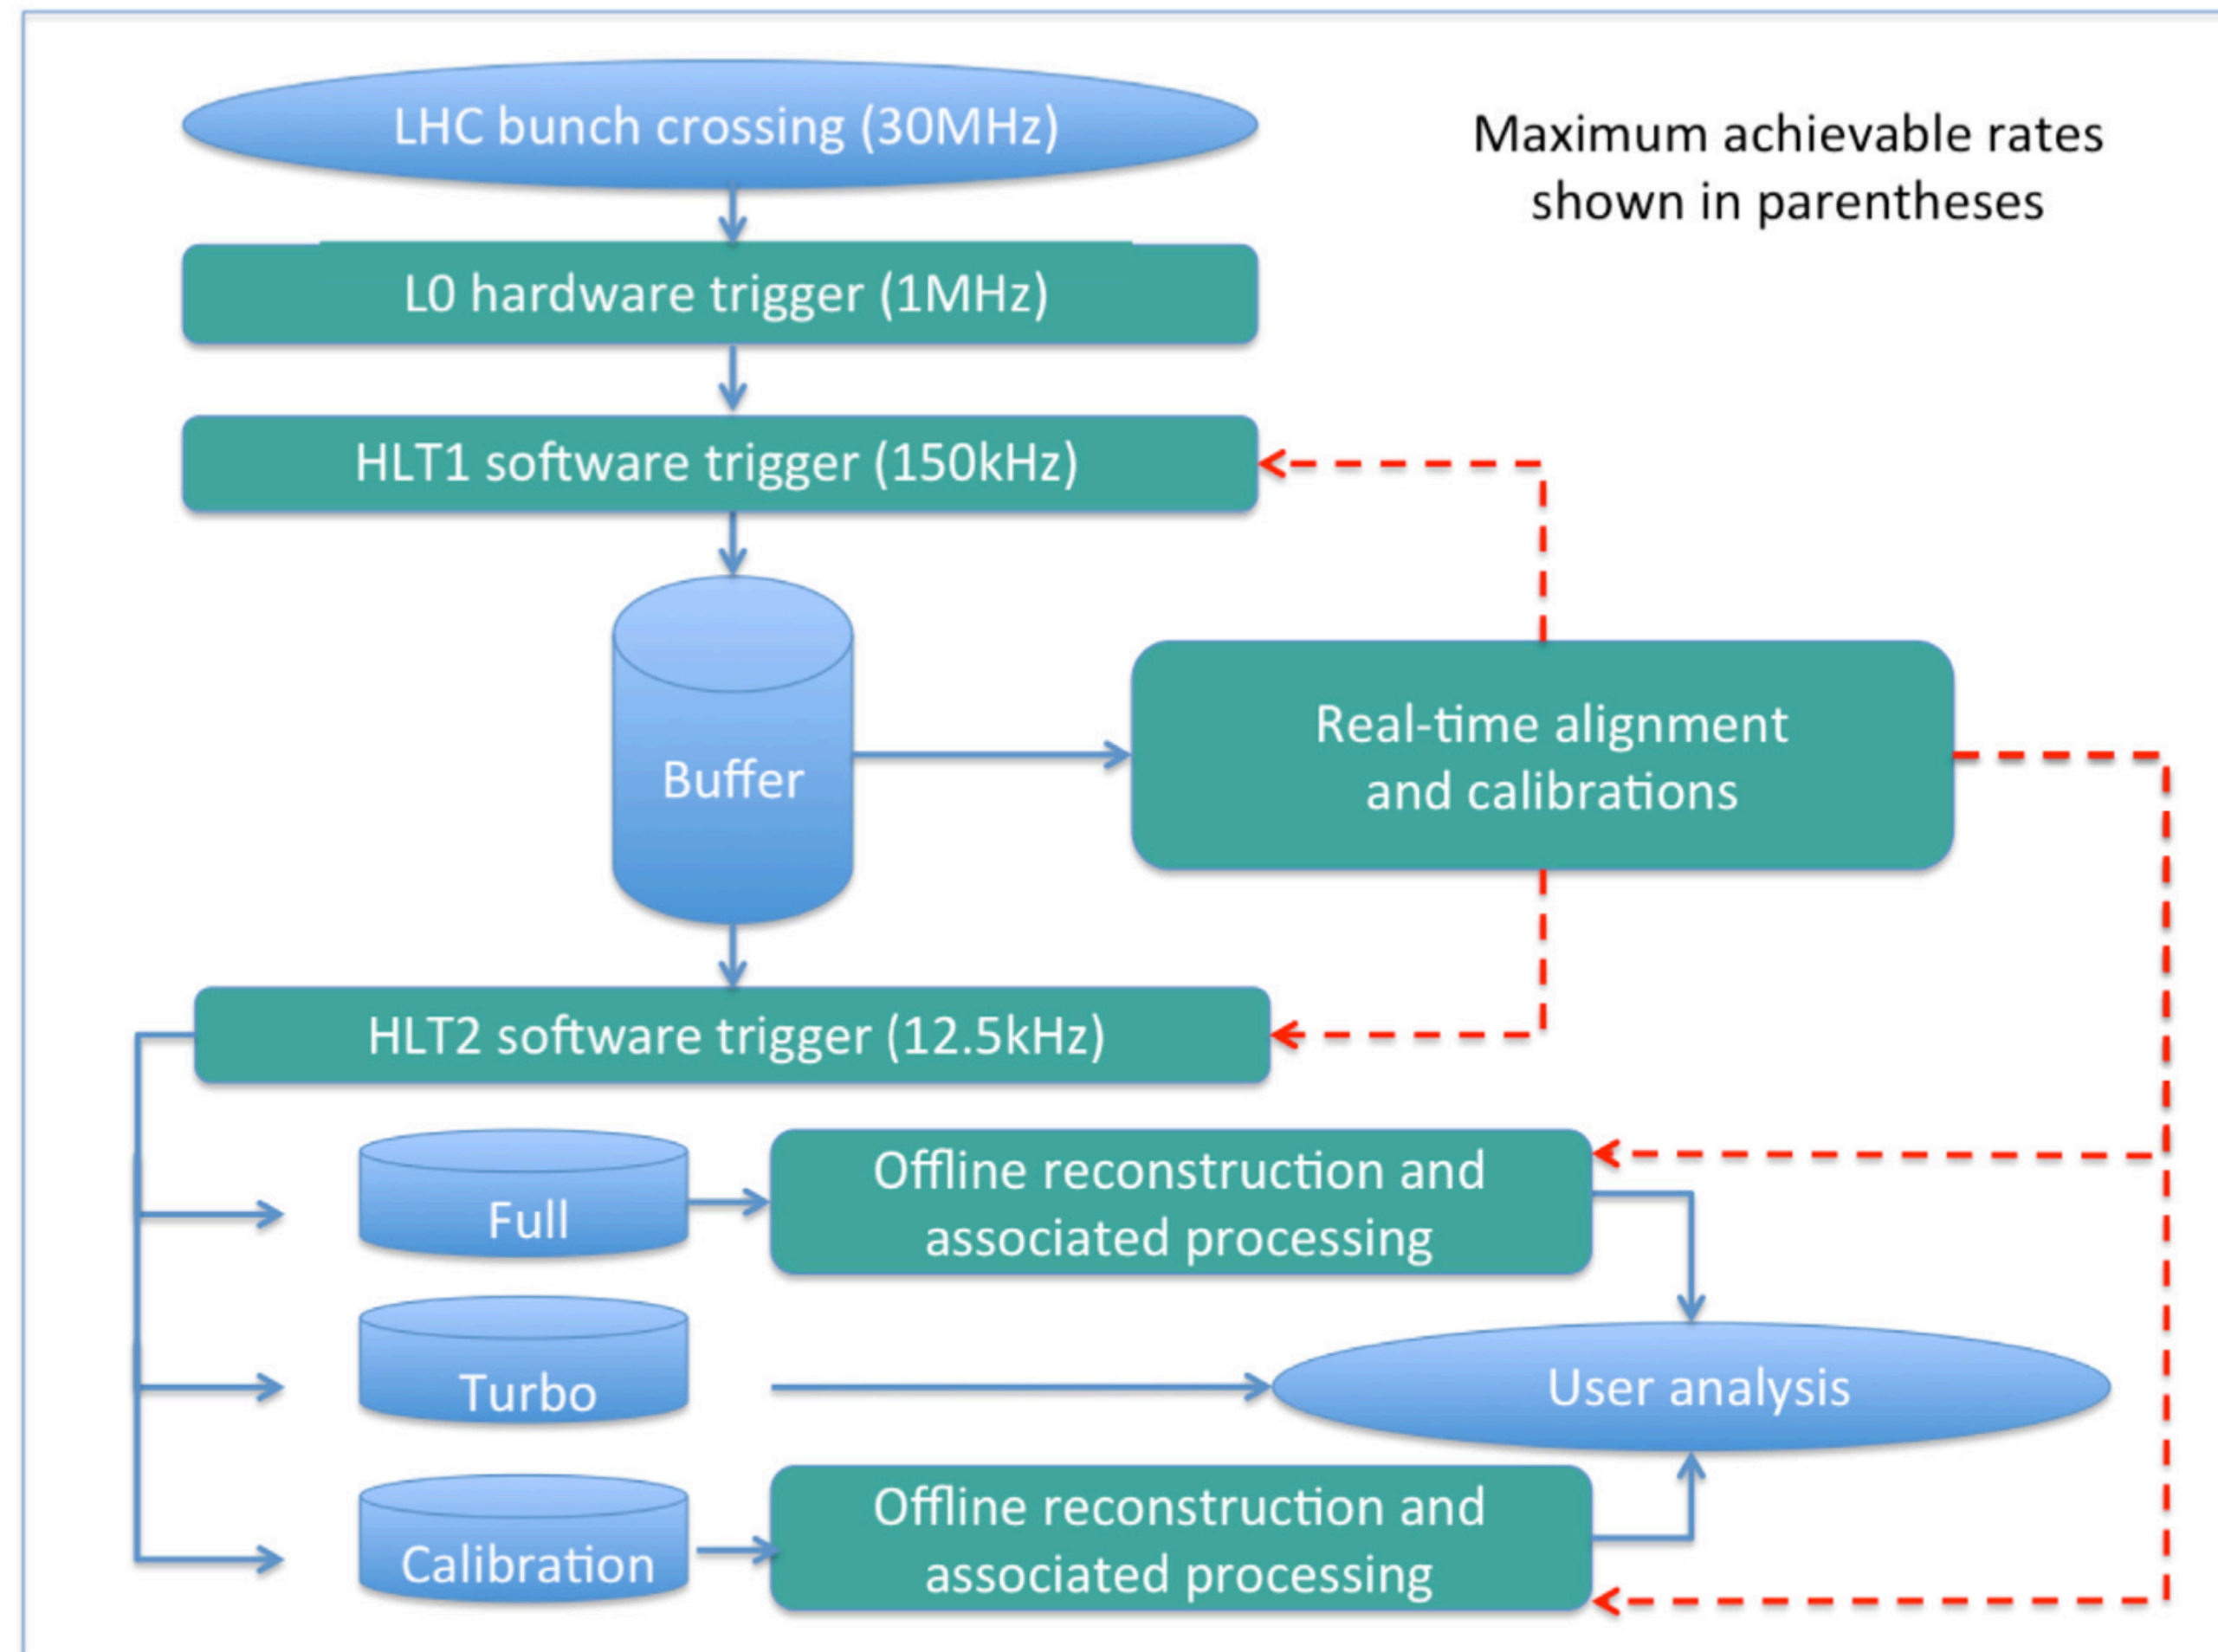 LHC bunch crossing (30MHz)
Maximum achievable rates
shown in parentheses
L0 hardware trigger (1MHz)
HLT1 software trigger (150kHz)
Buffer
Real-time alignment
and calibrations
HLT2 software trigger (12.5kHz)
Full
Offline reconstruction and
associated processing
Turbo
User analysis
Calibration
Offline reconstruction and
associated processing